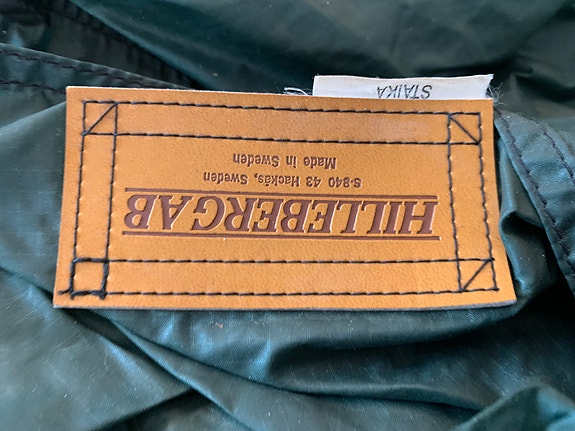 HILLEBERG AB
S-840 43 Hackås, Sweden
Made in Sweden
STAIKA